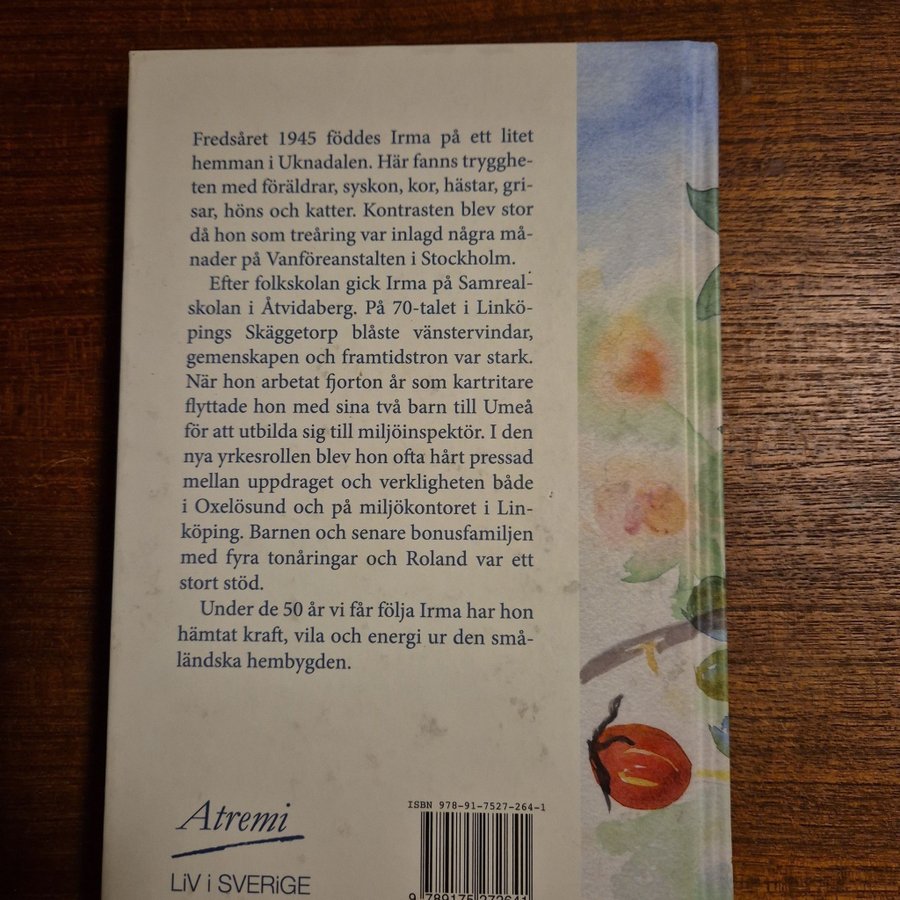 Fredsåret 1945 föddes Irma på ett litet
hemman i Uknadalen. Här fanns trygghe-
ten med föräldrar, syskon, kor, hästar, gri-
sar, höns och katter. Kontrasten blev stor
då hon som treåring var inlagd några må-
nader på Vanföreanstalten i Stockholm.
Efter folkskolan gick Irma på Samreal-
skolan i Åtvidaberg. På 70-talet i Linkö-
pings Skäggetorp blåste vänstervindar,
gemenskapen och framtidstron var stark.
När hon arbetat fjorton år som kartritare
flyttade hon med sina två barn till Umeå
för att utbilda sig till miljöinspektör. I den
nya yrkesrollen blev hon ofta hårt pressad
mellan uppdraget och verkligheten både
i Oxelösund och på miljökontoret i Lin-
köping. Barnen och senare bonusfamiljen
med fyra tonåringar och Roland var ett
stort stöd.
Under de 50 år vi får följa Irma har hon
hämtat kraft, vila och energi ur den små-
ländska hembygden.
Atremi
LiV i SVERiGE
ISBN 978-91-7527-264-1
9 789175 272641